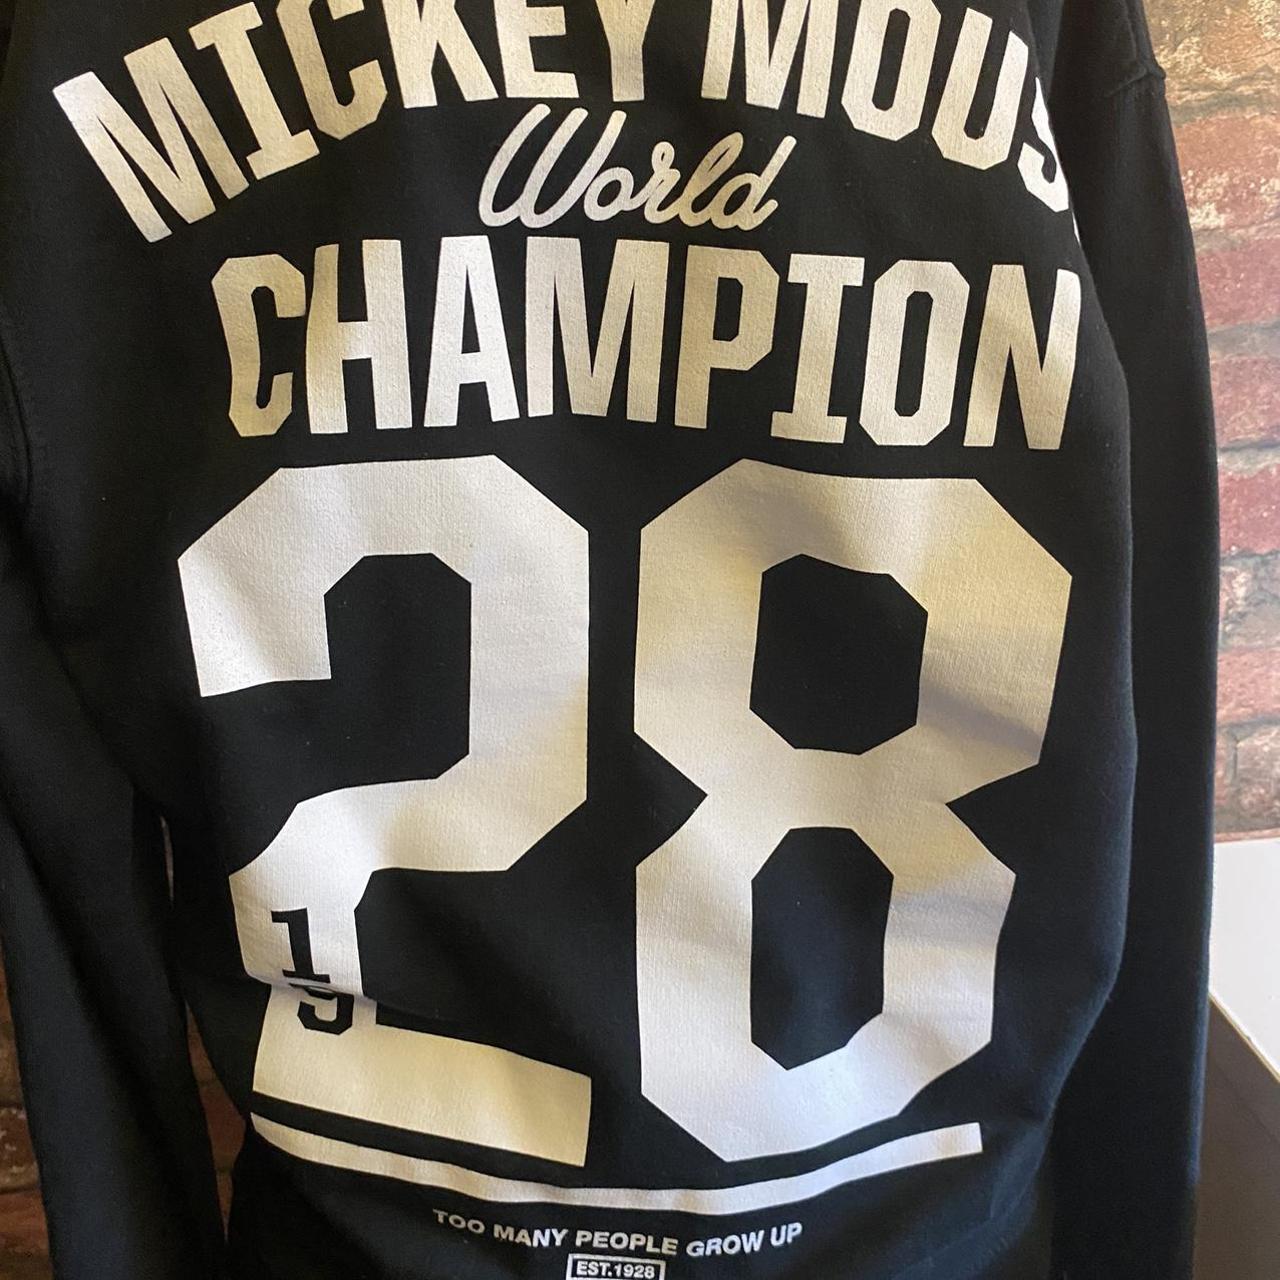 MICKEY MOUS
World
CHAMPION
28
19
TOO MANY PEOPLE GROW UP
EST.1928